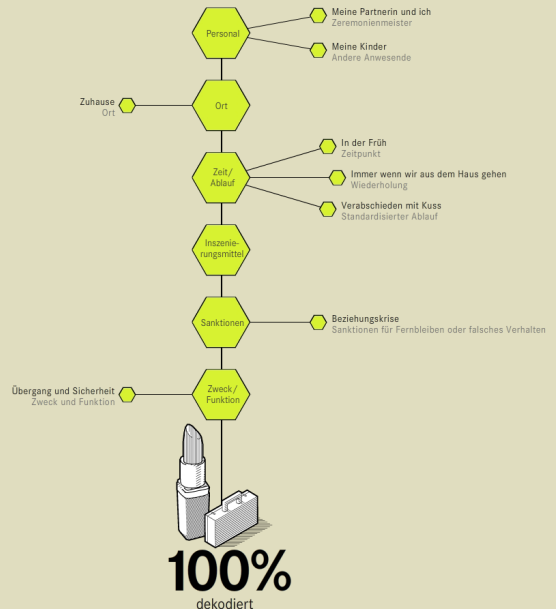 Meine Partnerin und ich
Zeremonienmeister
Personal
Meine Kinder
Andere Anwesende
Zuhause
Ort
Ort
In der Früh
Zeitpunkt
Zeit/
Ablauf
Immer wenn wir aus dem Haus gehen
Wiederholung
Verabschieden mit Kuss
Standardisierter Ablauf
Inszenie-
rungsmittel
Sanktionen
Beziehungskrise
Sanktionen für Fernbleiben oder falsches Verhalten
Übergang und Sicherheit
Zweck und Funktion
Zweck/
Funktion
100%
dekodiert